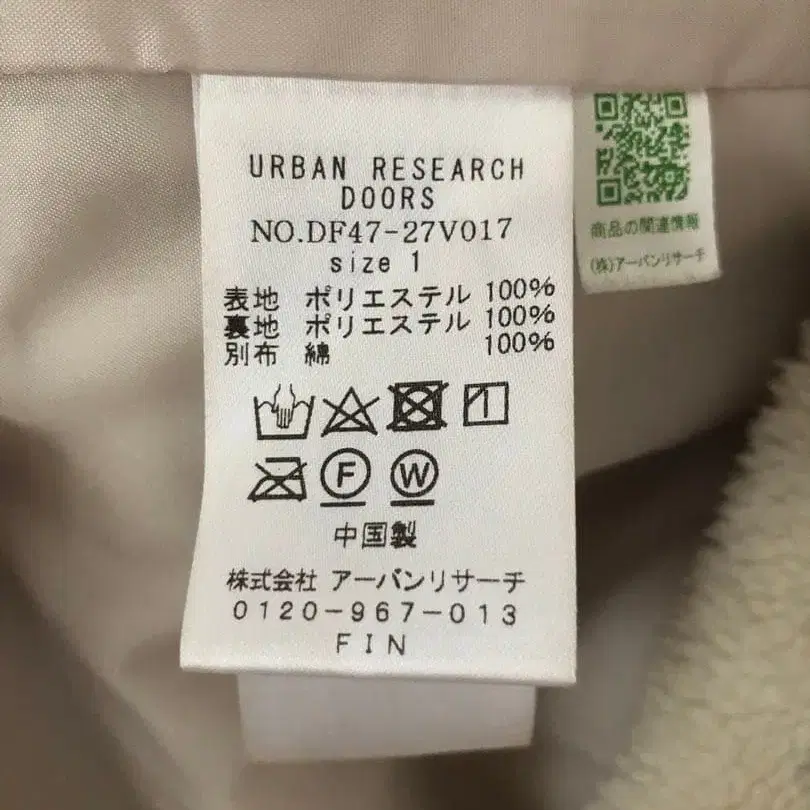 URBAN RESEARCH
DOORS
NO.DF47-27V017
size 1
表地 ポリエステル 100%
裏地 ポリエステル 100%
別布 綿 100%
F W
中国製
株式会社 アーバンリサーチ
0120-967-013
FIN
商品の関連情報
(株)アーバンリサーチ